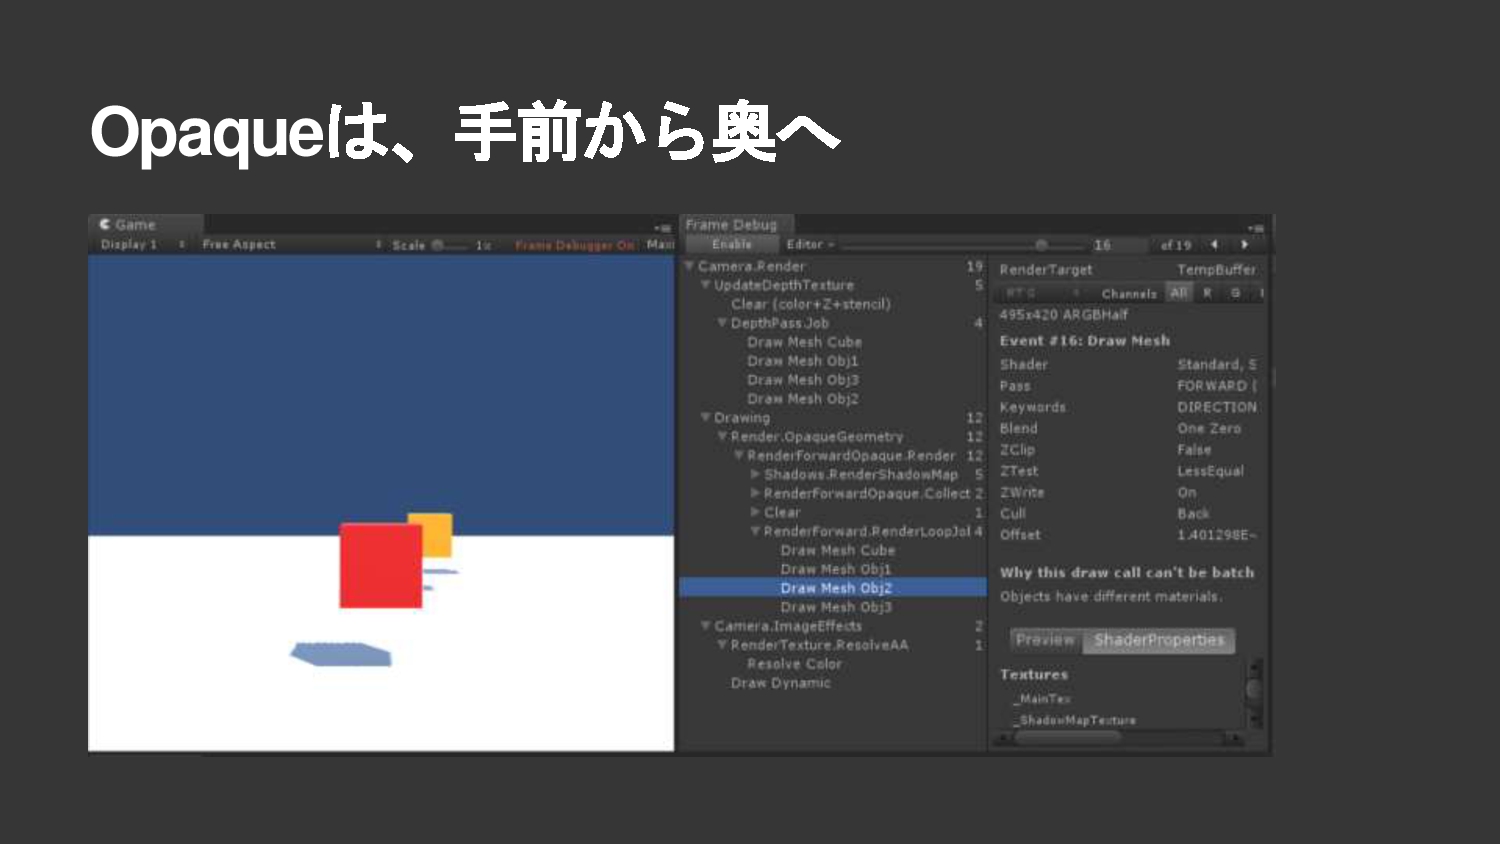 Opaqueは、手前から奥へ
Game
Display 1 Free Aspect Scale 1x Frame Debugger On Maxi
Frame Debug
Enable Editor 16 of 19
Camera.Render 19
UpdateDepthTexture 5
Clear (color+Z+stencil)
DepthPass.Job 4
Draw Mesh Cube
Draw Mesh Obj1
Draw Mesh Obj3
Draw Mesh Obj2
Drawing 12
Render.OpaqueGeometry 12
RenderForwardOpaque.Render 12
Shadows.RenderShadowMap 5
RenderForwardOpaque.Collect 2
Clear 1
RenderForward.RenderLoopJob 4
Draw Mesh Cube
Draw Mesh Obj1
Draw Mesh Obj2
Draw Mesh Obj3
Camera.ImageEffects 2
RenderTexture.ResolveAA 1
Resolve Color
Draw Dynamic
RenderTarget TempBuffer
RT 0 Channels All R G
495x420 ARGBHalf
Event #16: Draw Mesh
Shader Standard, S
Pass FORWARD (
Keywords DIRECTION
Blend One Zero
ZClip False
ZTest LessEqual
ZWrite On
Cull Back
Offset 1.401298E-
Why this draw call can't be batch
Objects have different materials.
Preview ShaderProperties
Textures
_MainTex
_ShadowMapTexture